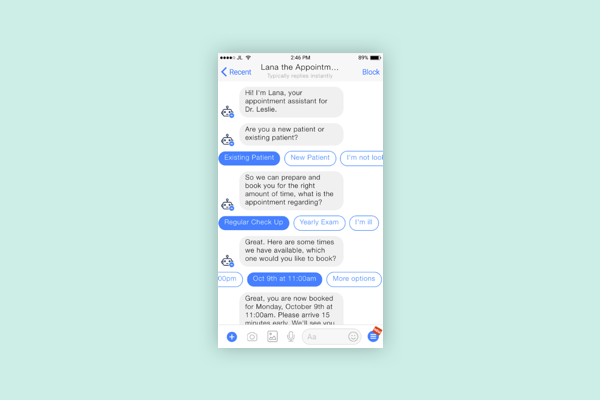 JL 2:46 PM 89%
Recent Lana the Appointm... Block
Typically replies instantly
Hi! I'm Lana, your
appointment assistant for
Dr. Leslie.
Are you a new patient or
existing patient?
Existing Patient New Patient I'm not look
So we can prepare and
book you for the right
amount of time, what is the
appointment regarding?
Regular Check Up Yearly Exam I'm ill
Great. Here are some times
we have available, which
one would you like to book?
00pm Oct 9th at 11:00am More options
Great, you are now booked
for Monday, October 9th at
11:00am. Please arrive 15
minutes early. We'll see you
Aa